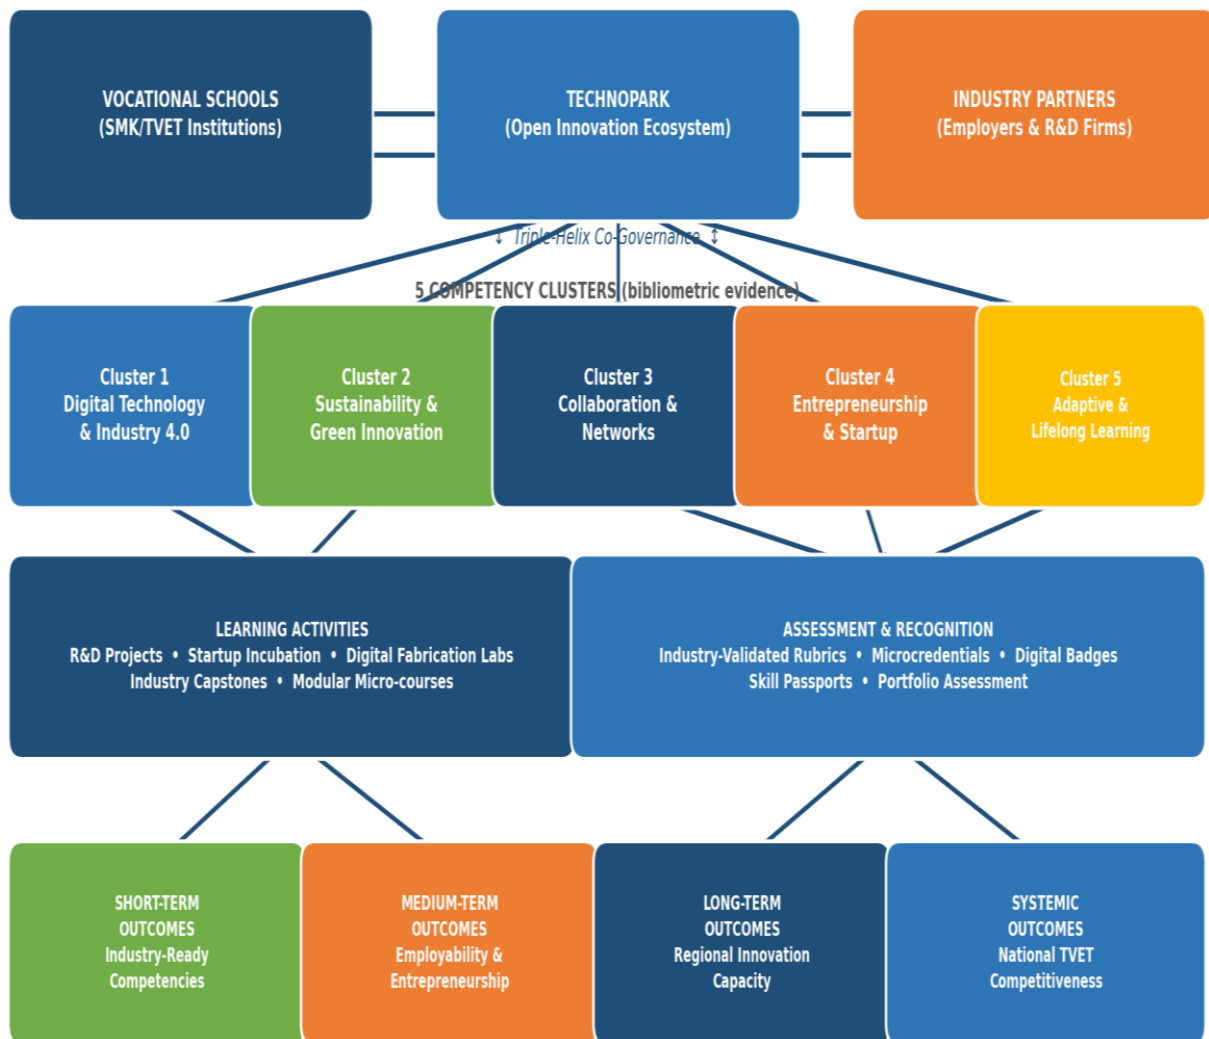 VOCATIONAL SCHOOLS
(SMK/TVET Institutions)
TECHNOPARK
(Open Innovation Ecosystem)
INDUSTRY PARTNERS
(Employers & R&D Firms)
↕ Triple-Helix Co-Governance ↕
5 COMPETENCY CLUSTERS (bibliometric evidence)
Cluster 1
Digital Technology
& Industry 4.0
Cluster 2
Sustainability &
Green Innovation
Cluster 3
Collaboration &
Networks
Cluster 4
Entrepreneurship
& Startup
Cluster 5
Adaptive &
Lifelong Learning
LEARNING ACTIVITIES
R&D Projects • Startup Incubation • Digital Fabrication Labs
Industry Capstones • Modular Micro-courses
ASSESSMENT & RECOGNITION
Industry-Validated Rubrics • Microcredentials • Digital Badges
Skill Passports • Portfolio Assessment
SHORT-TERM
OUTCOMES
Industry-Ready
Competencies
MEDIUM-TERM
OUTCOMES
Employability &
Entrepreneurship
LONG-TERM
OUTCOMES
Regional Innovation
Capacity
SYSTEMIC
OUTCOMES
National TVET
Competitiveness